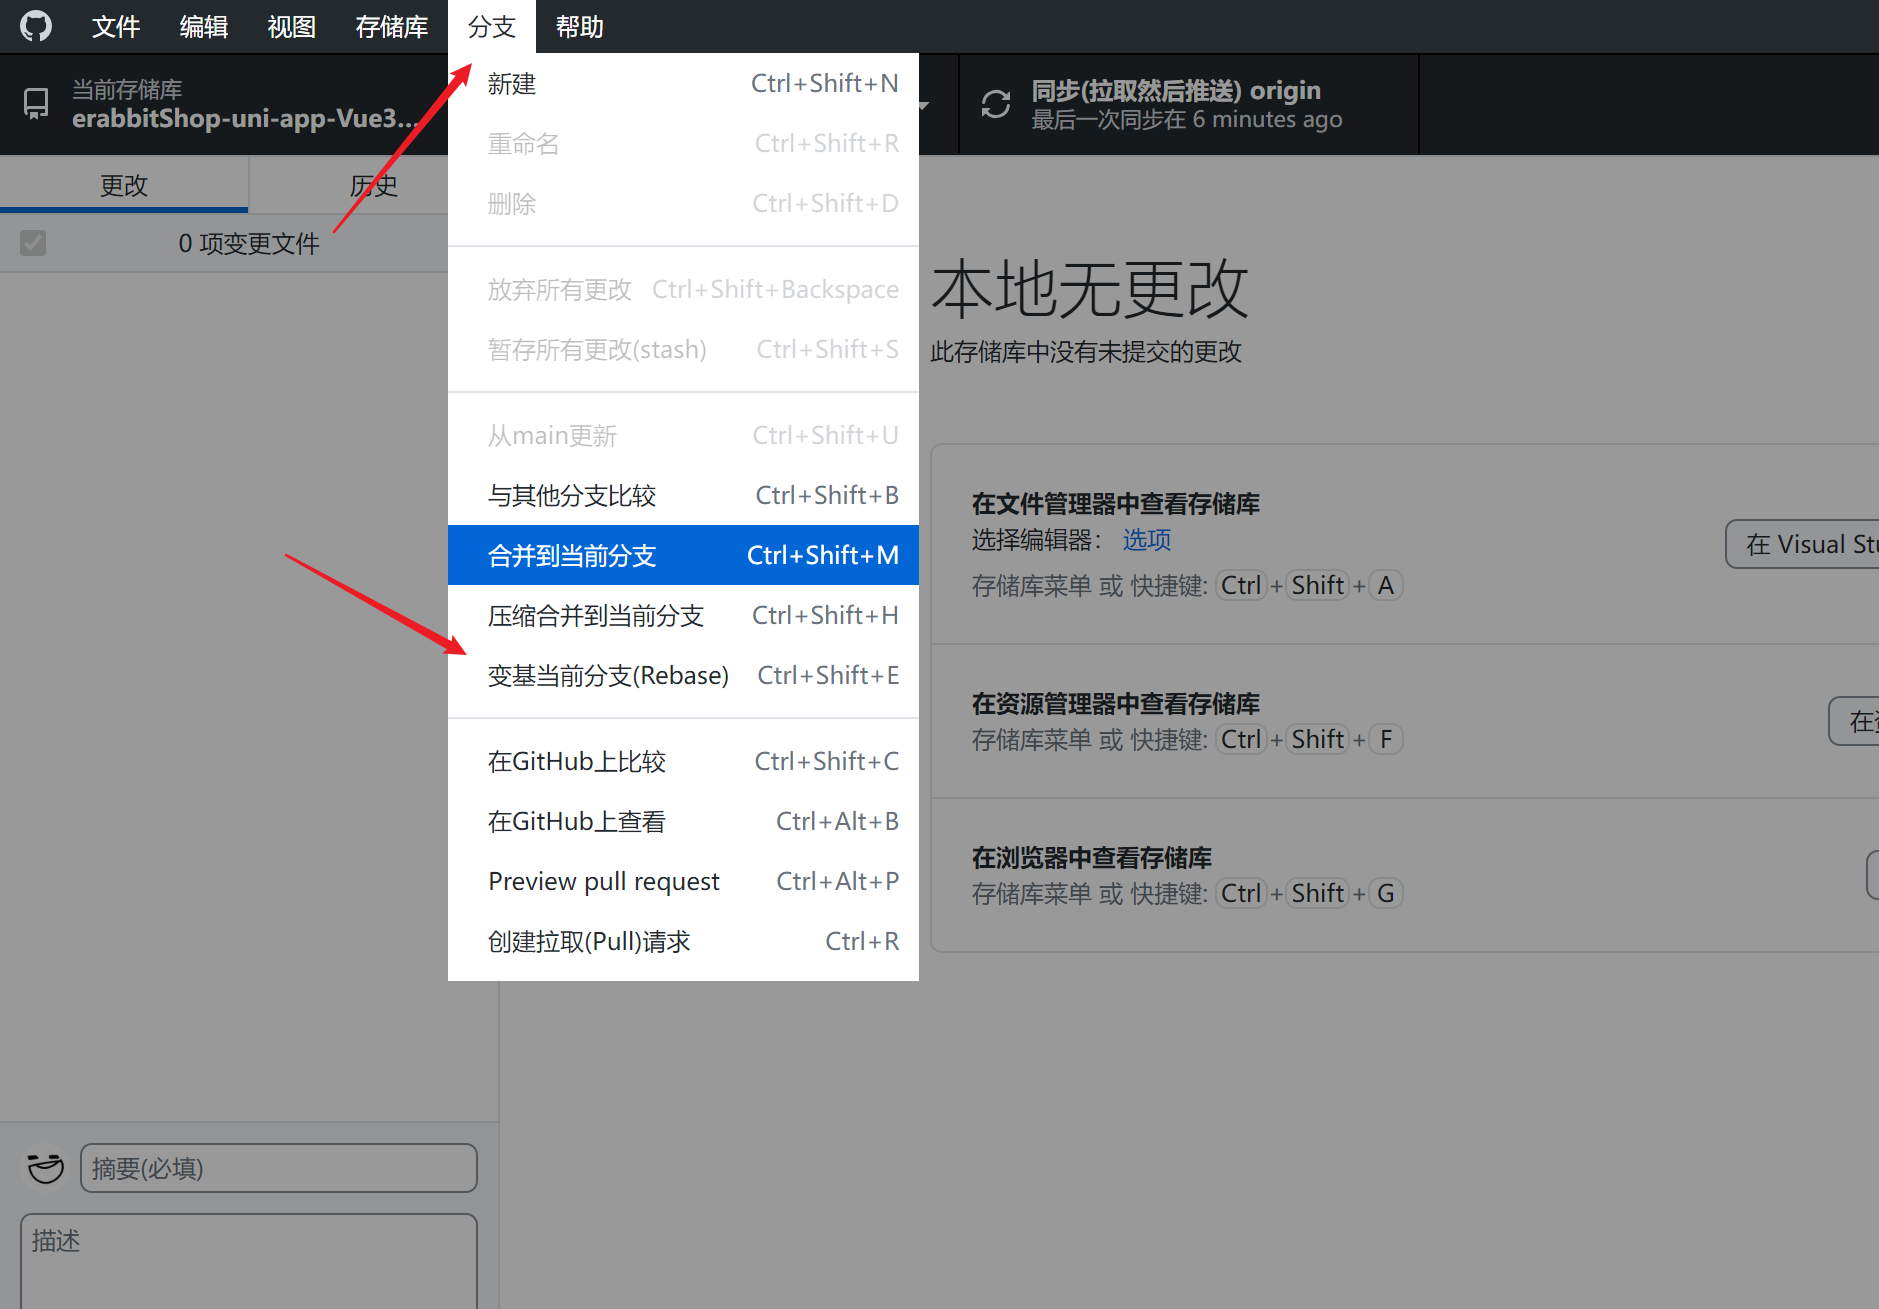 文件 编辑 视图 存储库 分支 帮助
当前存储库
erabbitShop-uni-app-Vue3...
同步(拉取然后推送) origin
最后一次同步在 6 minutes ago
更改 历史
0 项变更文件
新建 Ctrl+Shift+N
重命名 Ctrl+Shift+R
删除 Ctrl+Shift+D
放弃所有更改 Ctrl+Shift+Backspace
暂存所有更改(stash) Ctrl+Shift+S
从main更新 Ctrl+Shift+U
与其他分支比较 Ctrl+Shift+B
合并到当前分支 Ctrl+Shift+M
压缩合并到当前分支 Ctrl+Shift+H
变基当前分支(Rebase) Ctrl+Shift+E
在GitHub上比较 Ctrl+Shift+C
在GitHub上查看 Ctrl+Alt+B
Preview pull request Ctrl+Alt+P
创建拉取(Pull)请求 Ctrl+R
本地无更改
此存储库中没有未提交的更改
在文件管理器中查看存储库
选择编辑器： 选项
存储库菜单 或 快捷键: Ctrl + Shift + A
在 Visual
在资源管理器中查看存储库
存储库菜单 或 快捷键: Ctrl + Shift + F
在
在浏览器中查看存储库
存储库菜单 或 快捷键: Ctrl + Shift + G
摘要(必填)
描述